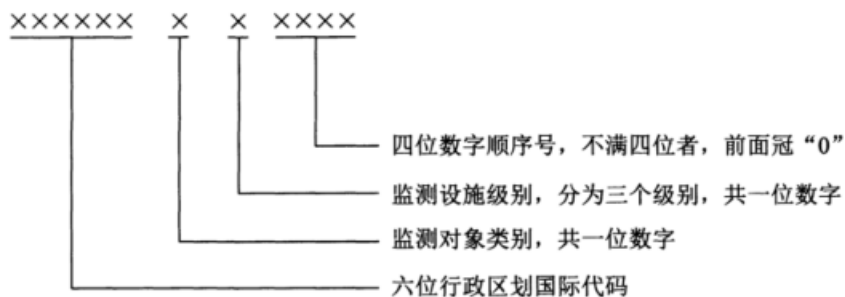 ×××××× × × ××××
四位数字顺序号，不满四位者，前面冠“0”
监测设施级别，分为三个级别，共一位数字
监测对象类别，共一位数字
六位行政区划国际代码